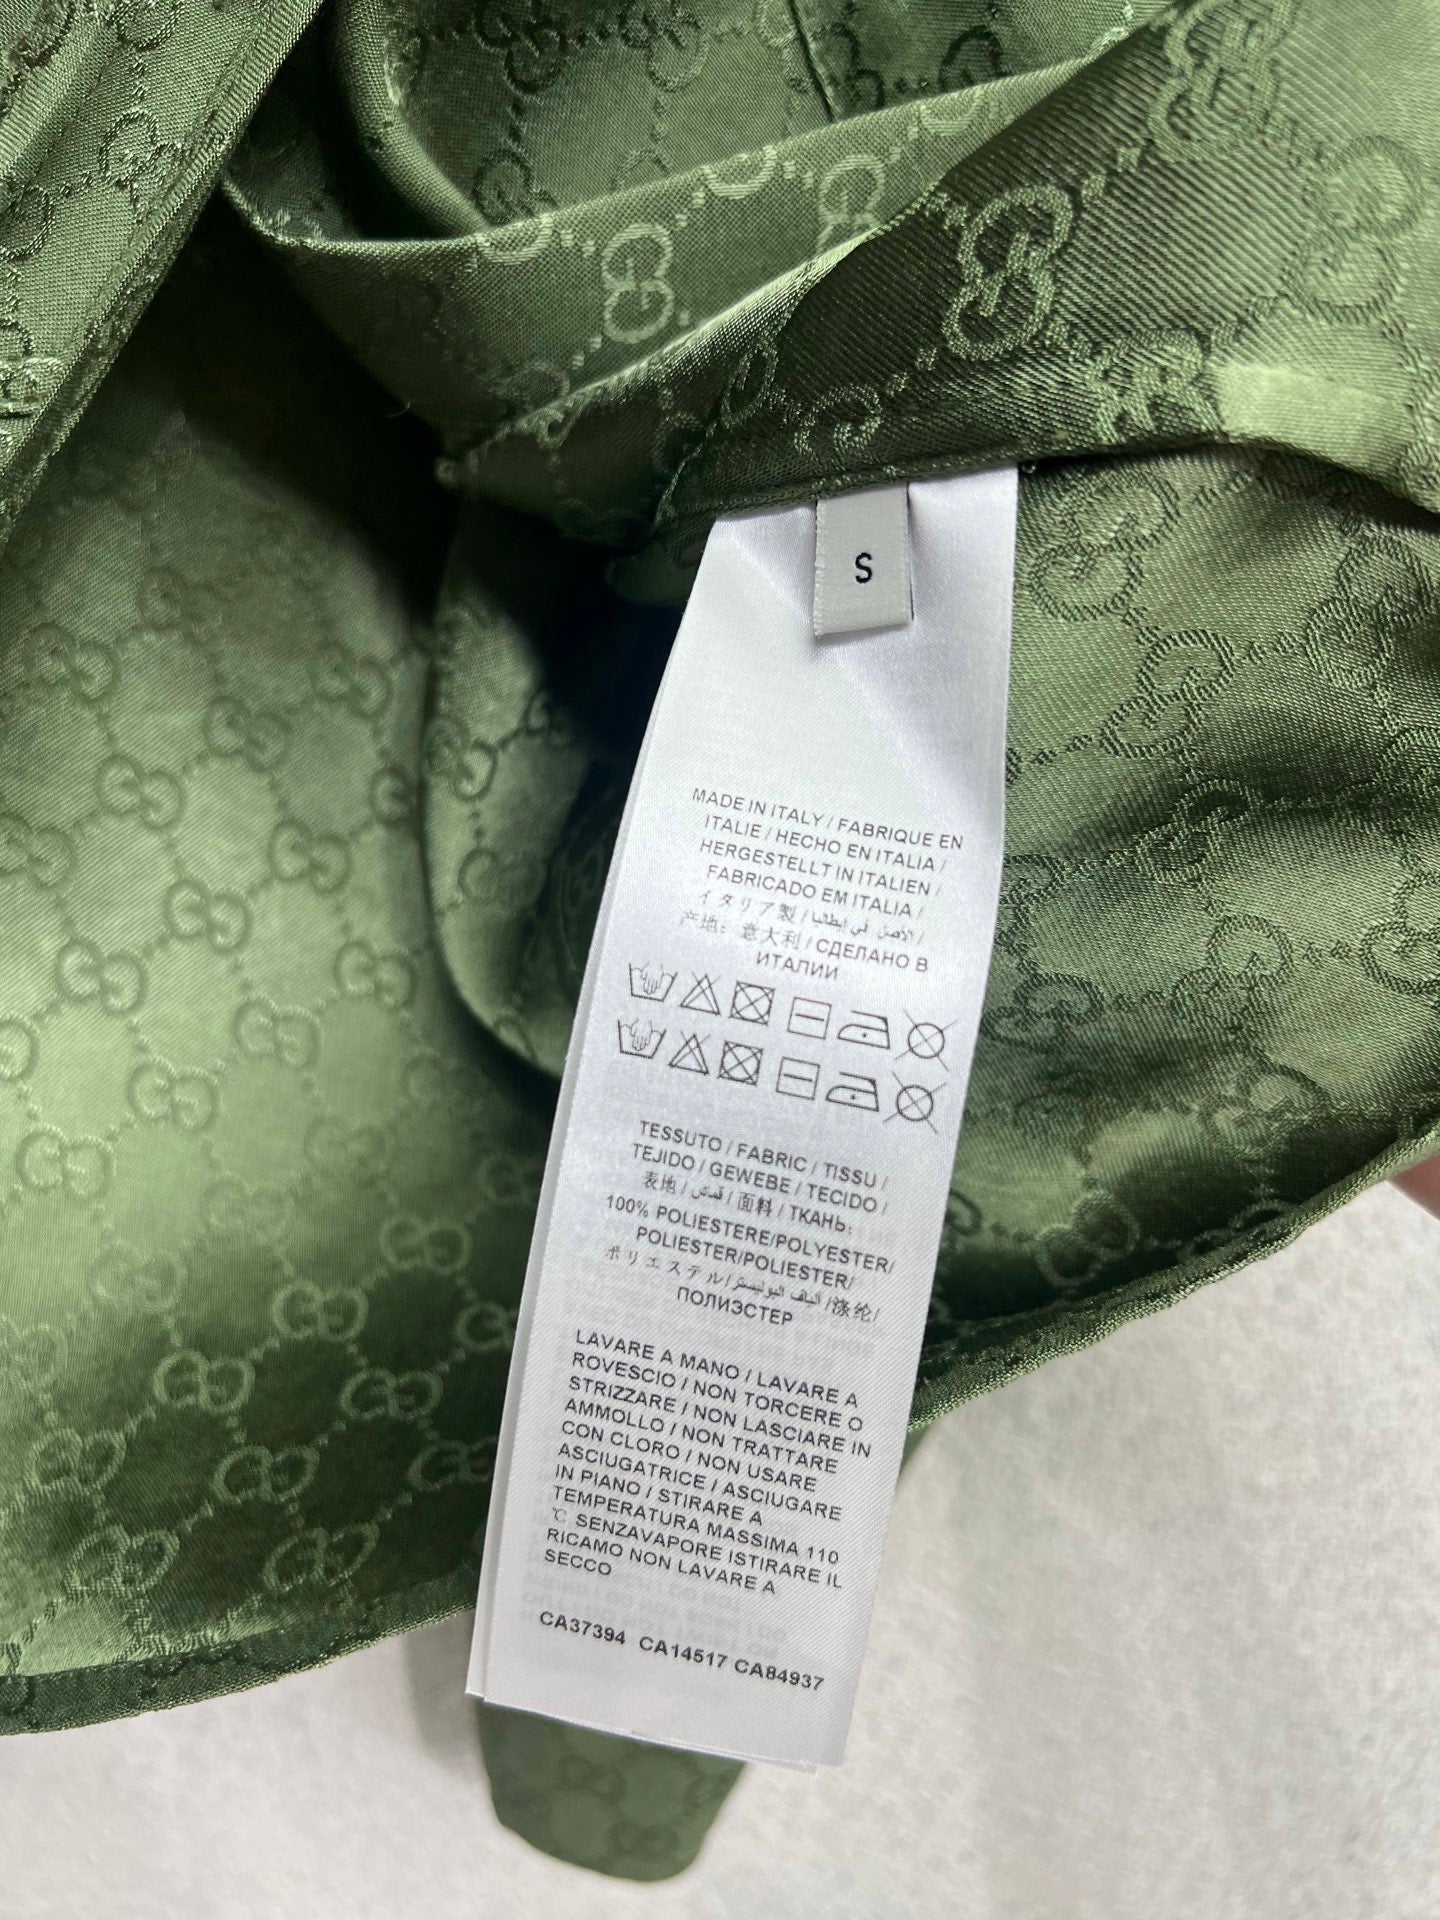 S
MADE IN ITALY / FABRIQUE EN
ITALIE / HECHO EN ITALIA /
HERGESTELLT IN ITALIEN /
FABRICADO EM ITALIA /
イタリア製 / الأصل في إيطاليا /
产地：意大利 / СДЕЛАНО В
ИТАЛИИ
TESSUTO / FABRIC / TISSU /
TEJIDO / GEWEBE / TECIDO /
表地 / قماش / 面料 / ТКАНЬ:
100% POLIESTERE/POLYESTER/
POLIESTER/POLIESTER/
ポリエステル/ألياف البوليستر/涤纶/
ПОЛИЭСТЕР
LAVARE A MANO / LAVARE A
ROVESCIO / NON TORCERE O
STRIZZARE / NON LASCIARE IN
AMMOLLO / NON TRATTARE
CON CLORO / NON USARE
ASCIUGATRICE / ASCIUGARE
IN PIANO / STIRARE A
TEMPERATURA MASSIMA 110
℃ SENZAVAPORE ISTIRARE IL
RICAMO NON LAVARE A
SECCO
CA37394 CA14517 CA84937